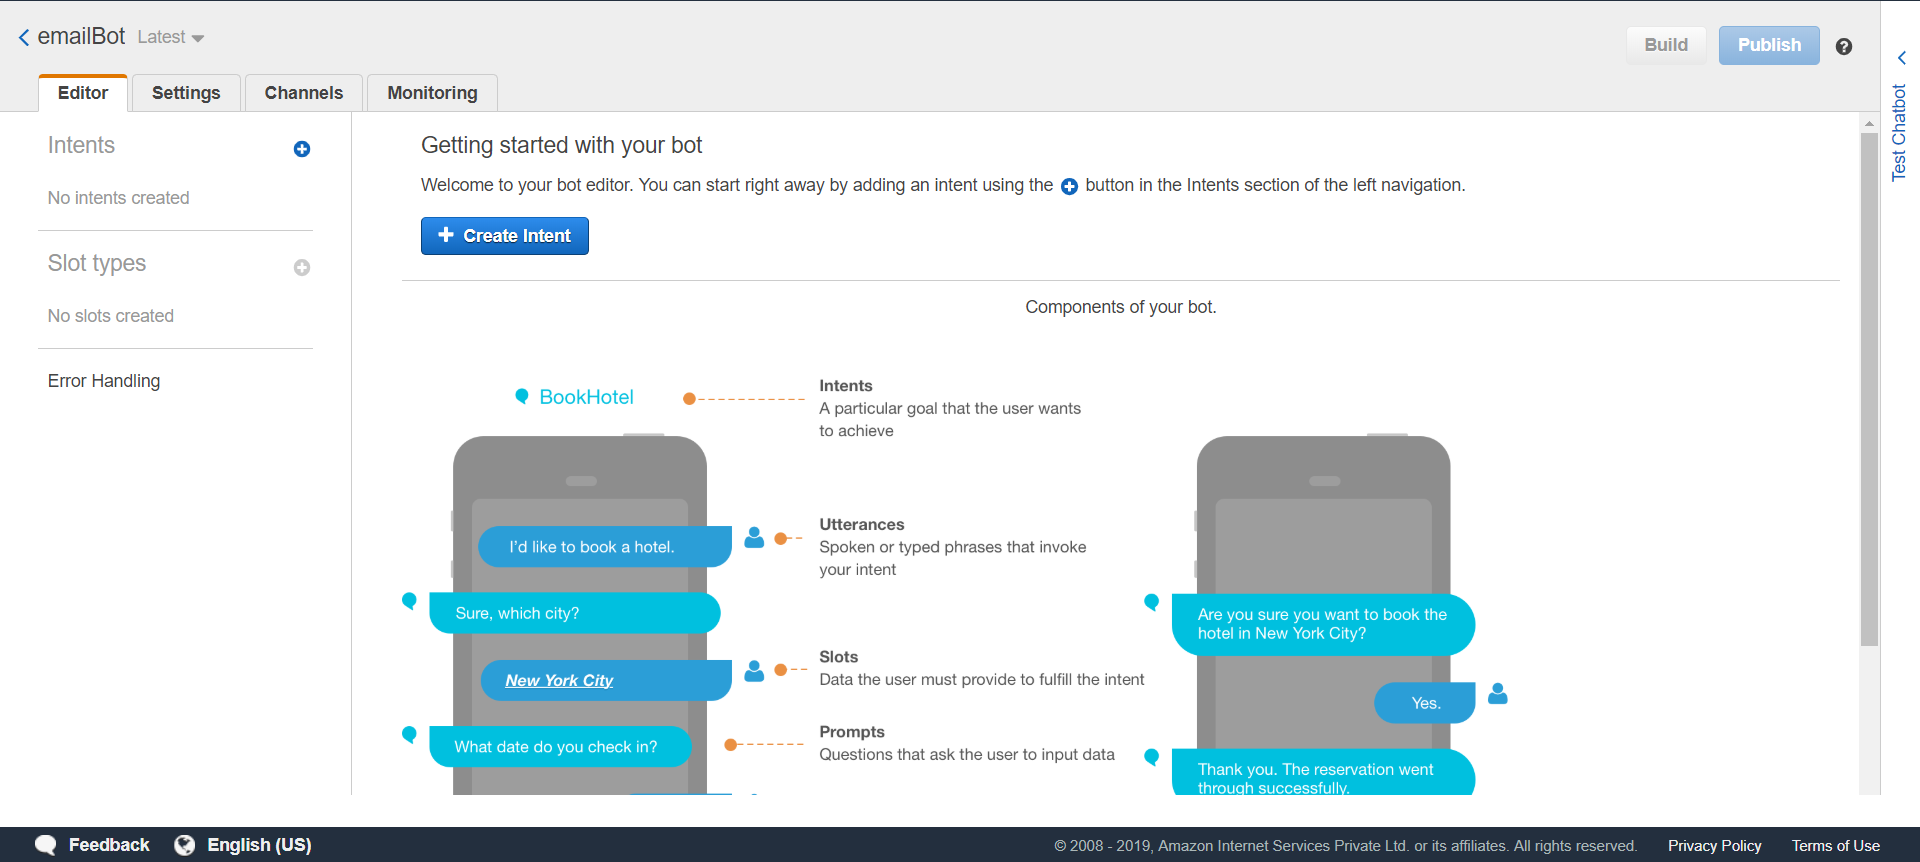 emailBot Latest
Build
Publish
Test Chatbot
Editor
Settings
Channels
Monitoring
Intents
No intents created
Slot types
No slots created
Error Handling
Getting started with your bot
Welcome to your bot editor. You can start right away by adding an intent using the button in the Intents section of the left navigation.
Create Intent
Components of your bot.
BookHotel
Intents
A particular goal that the user wants
to achieve
I'd like to book a hotel.
Utterances
Spoken or typed phrases that invoke
your intent
Sure, which city?
New York City
Slots
Data the user must provide to fulfill the intent
What date do you check in?
Prompts
Questions that ask the user to input data
Are you sure you want to book the
hotel in New York City?
Yes.
Thank you. The reservation went
through successfully.
Feedback
English (US)
© 2008 - 2019, Amazon Internet Services Private Ltd. or its affiliates. All rights reserved.
Privacy Policy
Terms of Use